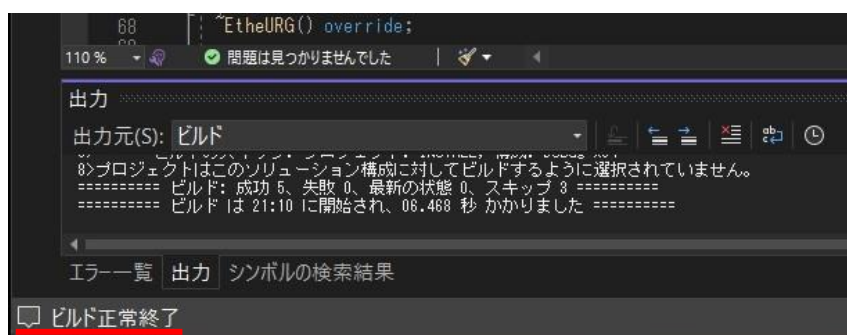 68 ~EtheURG() override;
110 % 問題は見つかりませんでした
出力
出力元(S): ビルド
8>プロジェクトはこのソリューション構成に対してビルドするように選択されていません。
========== ビルド: 成功 5、失敗 0、最新の状態 0、スキップ 3 ==========
========== ビルド は 21:10 に開始され、06.468 秒 かかりました ==========
エラー一覧 出力 シンボルの検索結果
ビルド正常終了